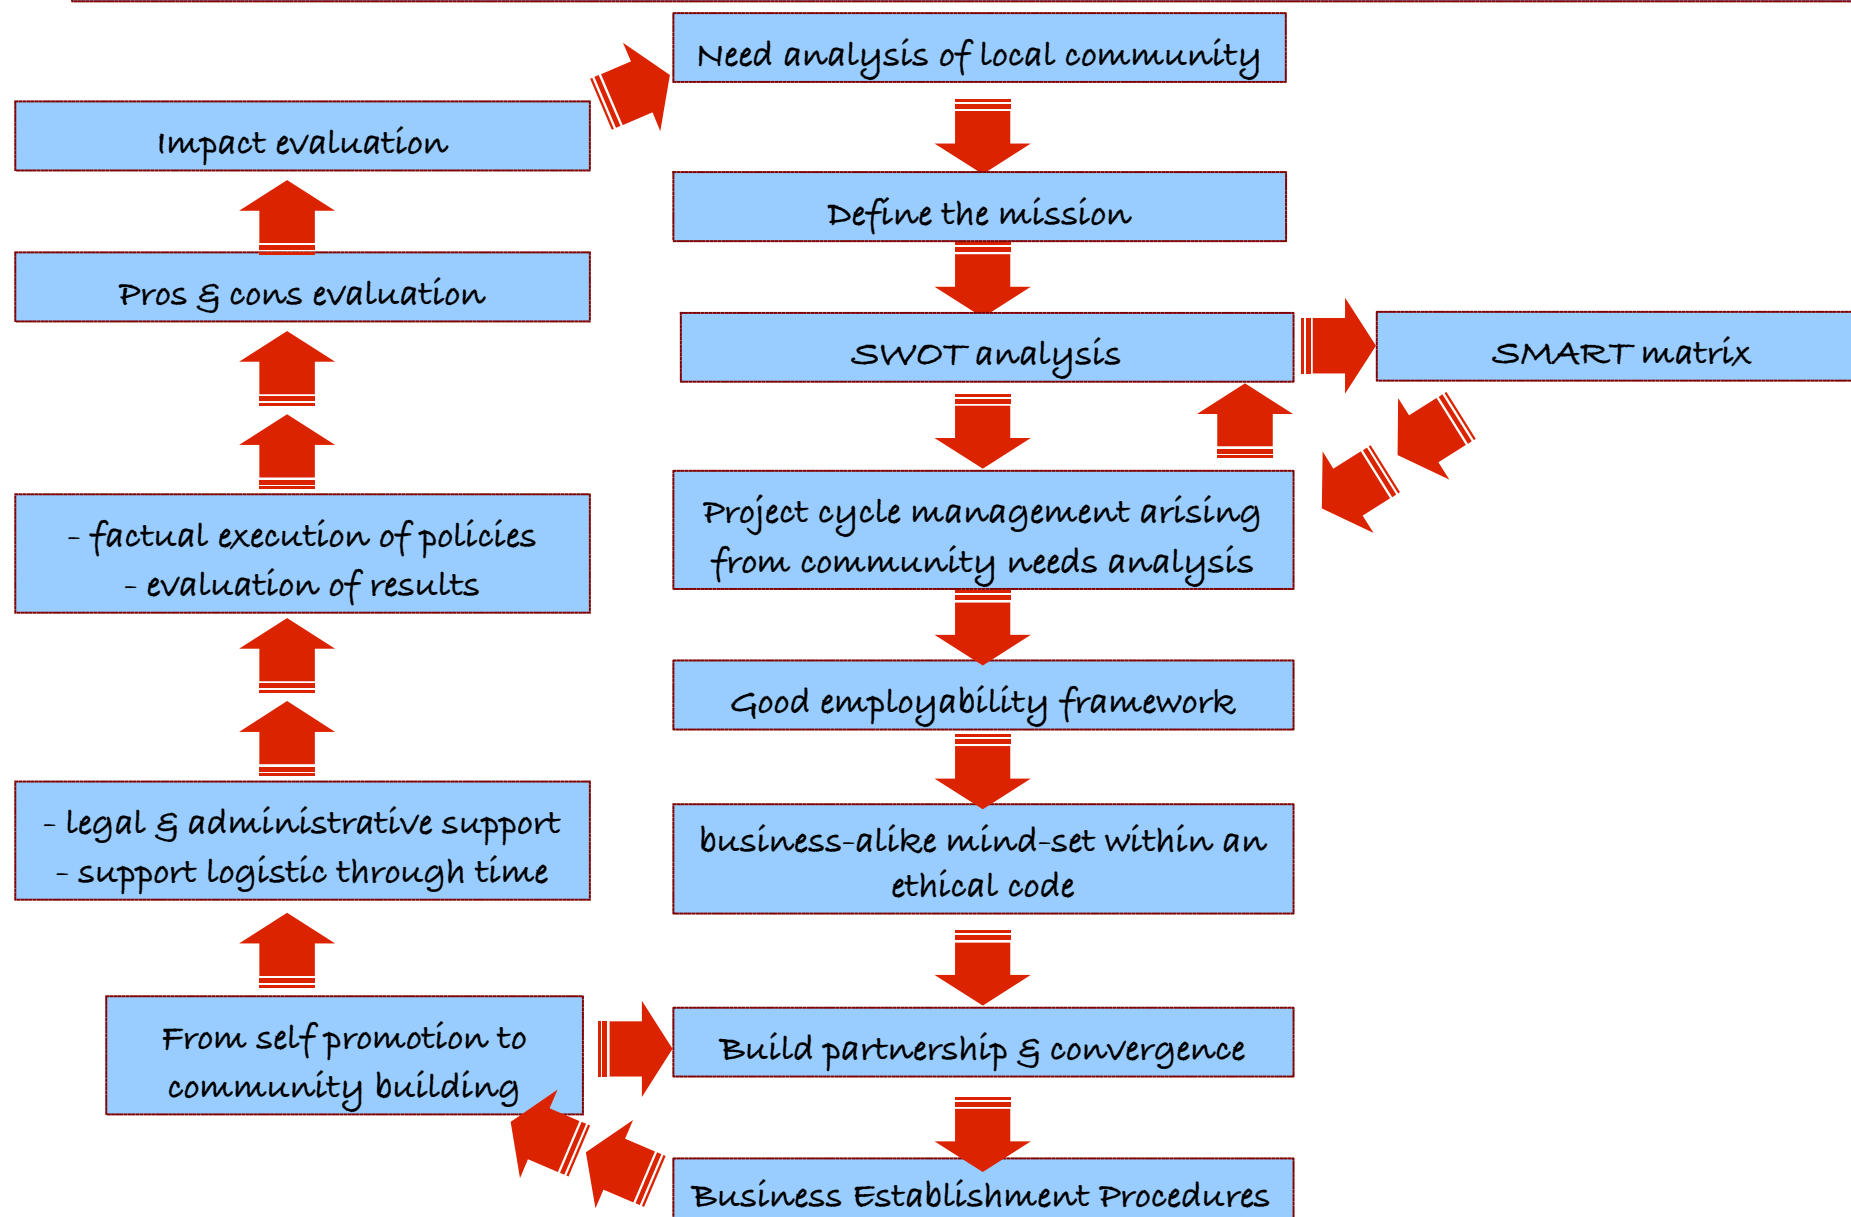 Need analysis of local community
Impact evaluation
Define the mission
Pros & cons evaluation
SWOT analysis
SMART matrix
- factual execution of policies
- evaluation of results
Project cycle management arising
from community needs analysis
Good employability framework
- legal & administrative support
- support logistic through time
business-alike mind-set within an
ethical code
From self promotion to
community building
Build partnership & convergence
Business Establishment Procedures